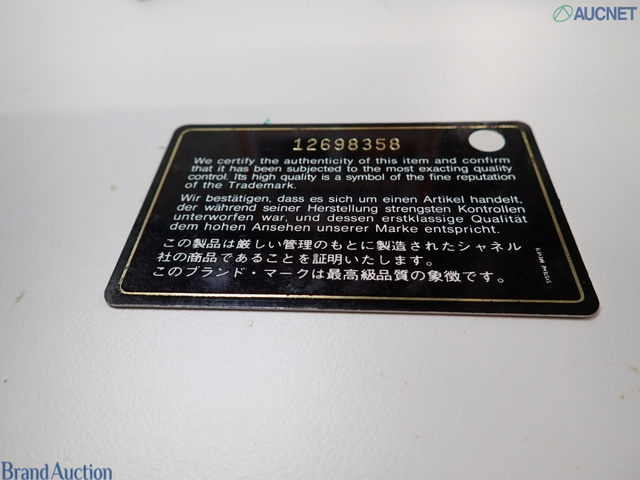 AUCNET
12698358
We certify the authenticity of this item and confirm
that it has been subjected to the most exacting quality
control. Its high quality is a symbol of the fine reputation
of the Trademark.
Wir bestätigen, dass es sich um einen Artikel handelt,
der während seiner Herstellung strengsten Kontrollen
unterworfen war, und dessen erstklassige Qualität
dem hohen Ansehen unserer Marke entspricht.
この製品は厳しい管理のもとに製造されたシャネル
社の商品であることを証明いたします。
このブランド・マークは最高級品質の象徴です。
SYSTEME BREVETE
Brand Auction